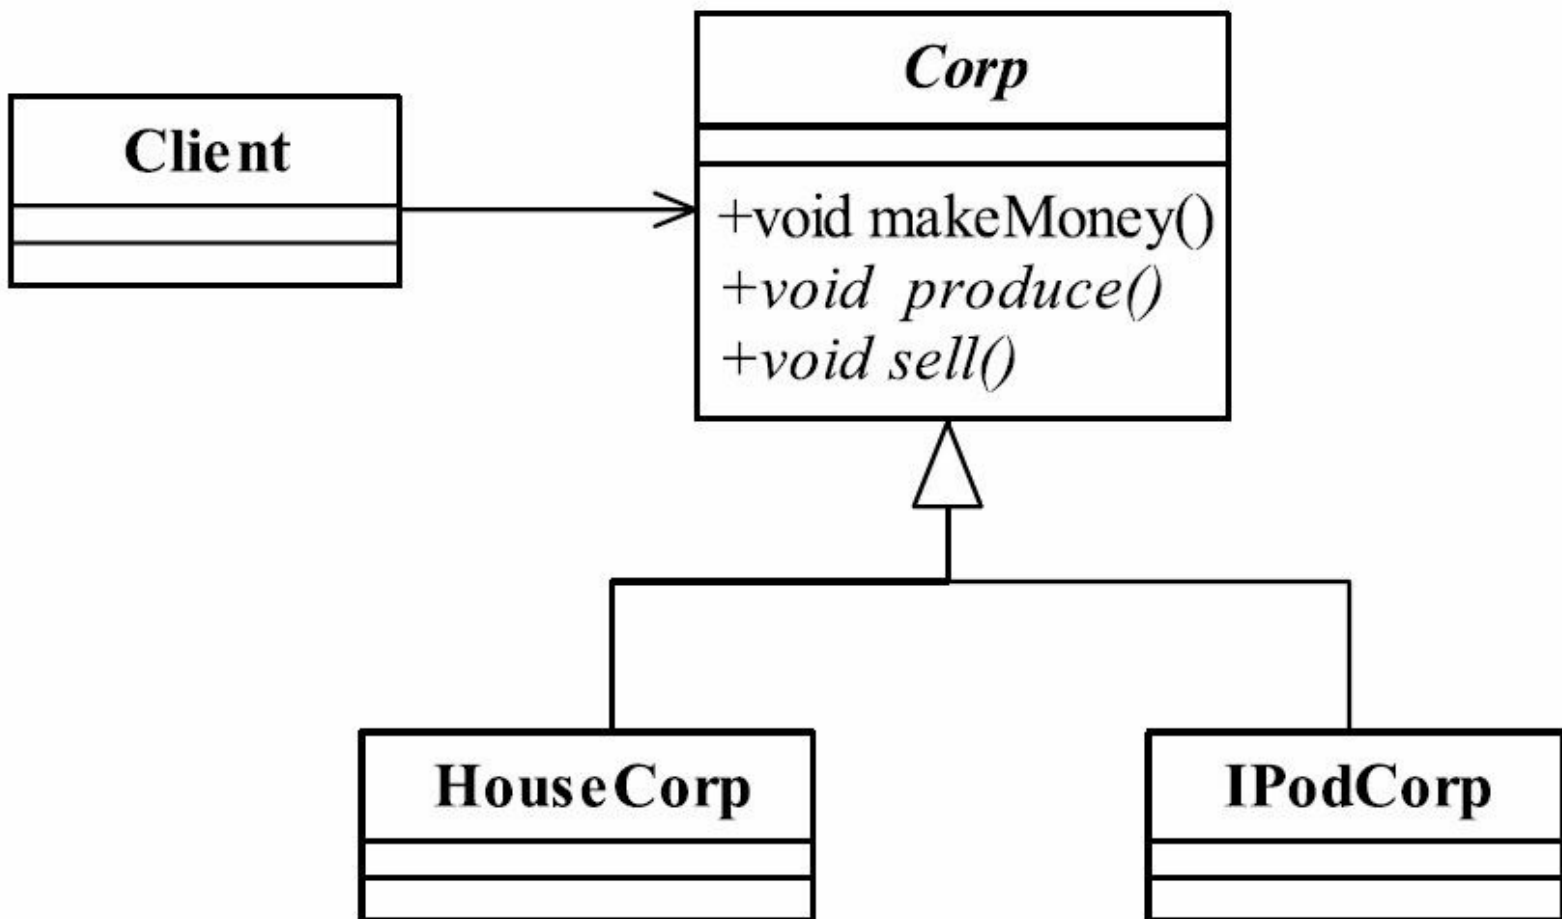 Corp
Client
+void makeMoney()
+void produce()
+void sell()
HouseCorp
IPodCorp